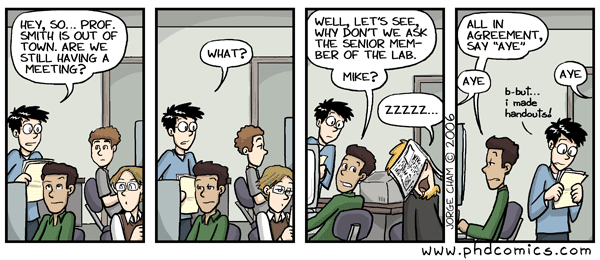 HEY, SO... PROF.
SMITH IS OUT OF
TOWN. ARE WE
STILL HAVING A
MEETING?
WHAT?
WELL, LET'S SEE,
WHY DON'T WE ASK
THE SENIOR MEM-
BER OF THE LAB.
MIKE?
ZZZZZ...
JORGE CHAM © 2006
ALL IN
AGREEMENT,
SAY "AYE"
AYE
AYE
b-but...
i made
handouts!
www.phdcomics.com